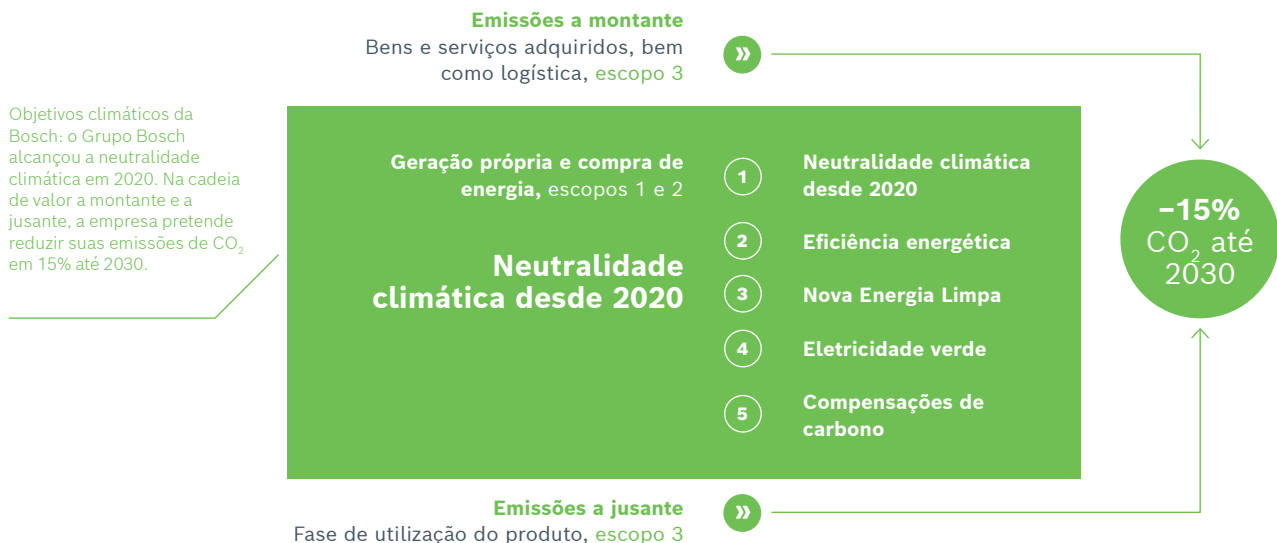 Emissões a montante
Bens e serviços adquiridos, bem
como logística, escopo 3
»
Objetivos climáticos da
Bosch: o Grupo Bosch
alcançou a neutralidade
climática em 2020. Na cadeia
de valor a montante e a
jusante, a empresa pretende
reduzir suas emissões de CO₂
em 15% até 2030.
Geração própria e compra de
energia, escopos 1 e 2
Neutralidade
climática desde 2020
1 Neutralidade climática
desde 2020
2 Eficiência energética
3 Nova Energia Limpa
4 Eletricidade verde
5 Compensações de
carbono
–15%
CO₂ até
2030
Emissões a jusante
Fase de utilização do produto, escopo 3
»